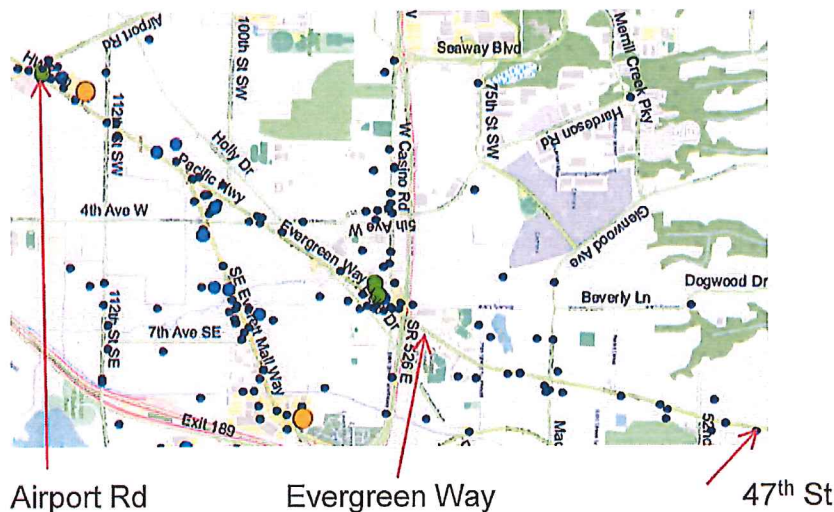 Airport Rd
100th St SW
Seaway Blvd
Merrill Creek Pky
75th St SW
112th St SW
Holly Dr
W Casino Rd
Hardeson Rd
Pacific Hwy
4th Ave W
5th Ave W
Glenwood Ave
Evergreen Way
Dogwood Dr
Beverly Ln
112th St SE
7th Ave SE
SE Everett Mall Way
SR 526 E
Exit 189
52nd
Airport Rd
Evergreen Way
47th St